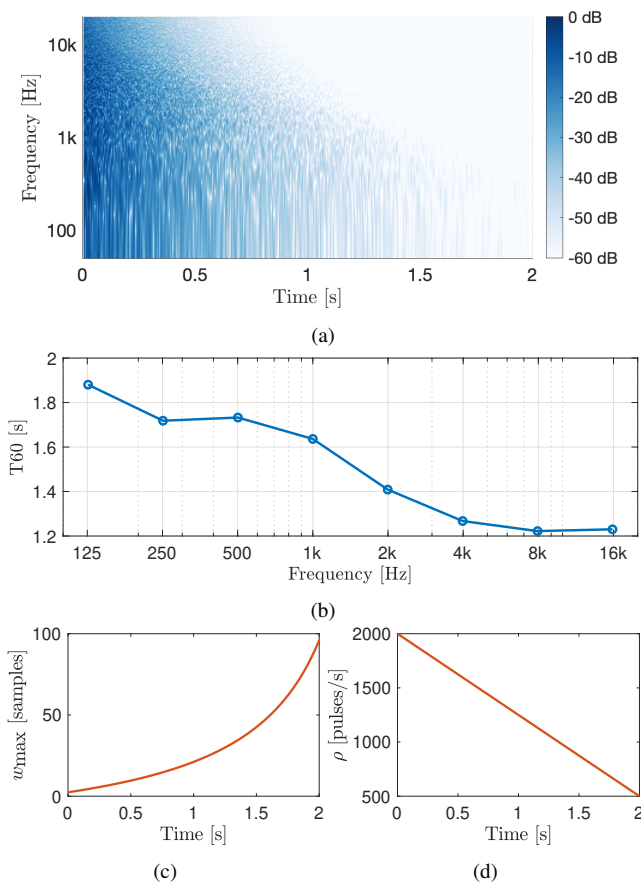 10k
1k
100
Frequency [Hz]
0 0.5 1 1.5 2
Time [s]
0 dB
-10 dB
-20 dB
-30 dB
-40 dB
-50 dB
-60 dB
(a)
2
1.8
1.6
1.4
1.2
T60 [s]
125 250 500 1k 2k 4k 8k 16k
Frequency [Hz]
(b)
100
50
0
wmax [samples]
0 0.5 1 1.5 2
Time [s]
(c)
2000
1500
1000
500
ρ [pulses/s]
0 0.5 1 1.5 2
Time [s]
(d)